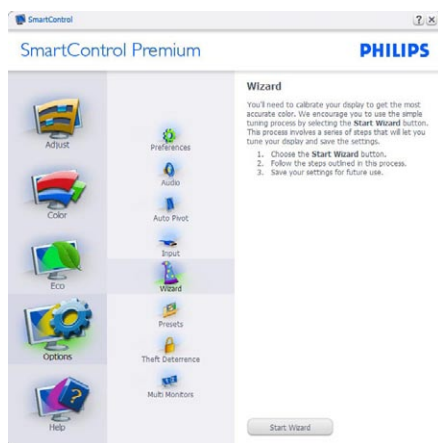 SmartControl
SmartControl Premium
PHILIPS
Adjust
Color
Eco
Options
Help
Preferences
Audio
Auto Pivot
Input
Wizard
Presets
Theft Deterrence
Multi Monitors
Wizard
You'll need to calibrate your display to get the most
accurate color. We encourage you to use the simple
tuning process by selecting the Start Wizard button.
This process involves a series of steps that will let you
tune your display and save the settings.
1. Choose the Start Wizard button.
2. Follow the steps outlined in this process.
3. Save your settings for future use.
Start Wizard